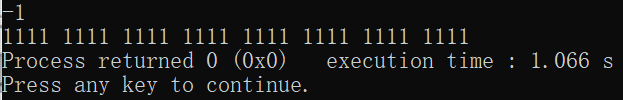 -1
1111 1111 1111 1111 1111 1111 1111 1111
Process returned 0 (0x0)   execution time : 1.066 s
Press any key to continue.